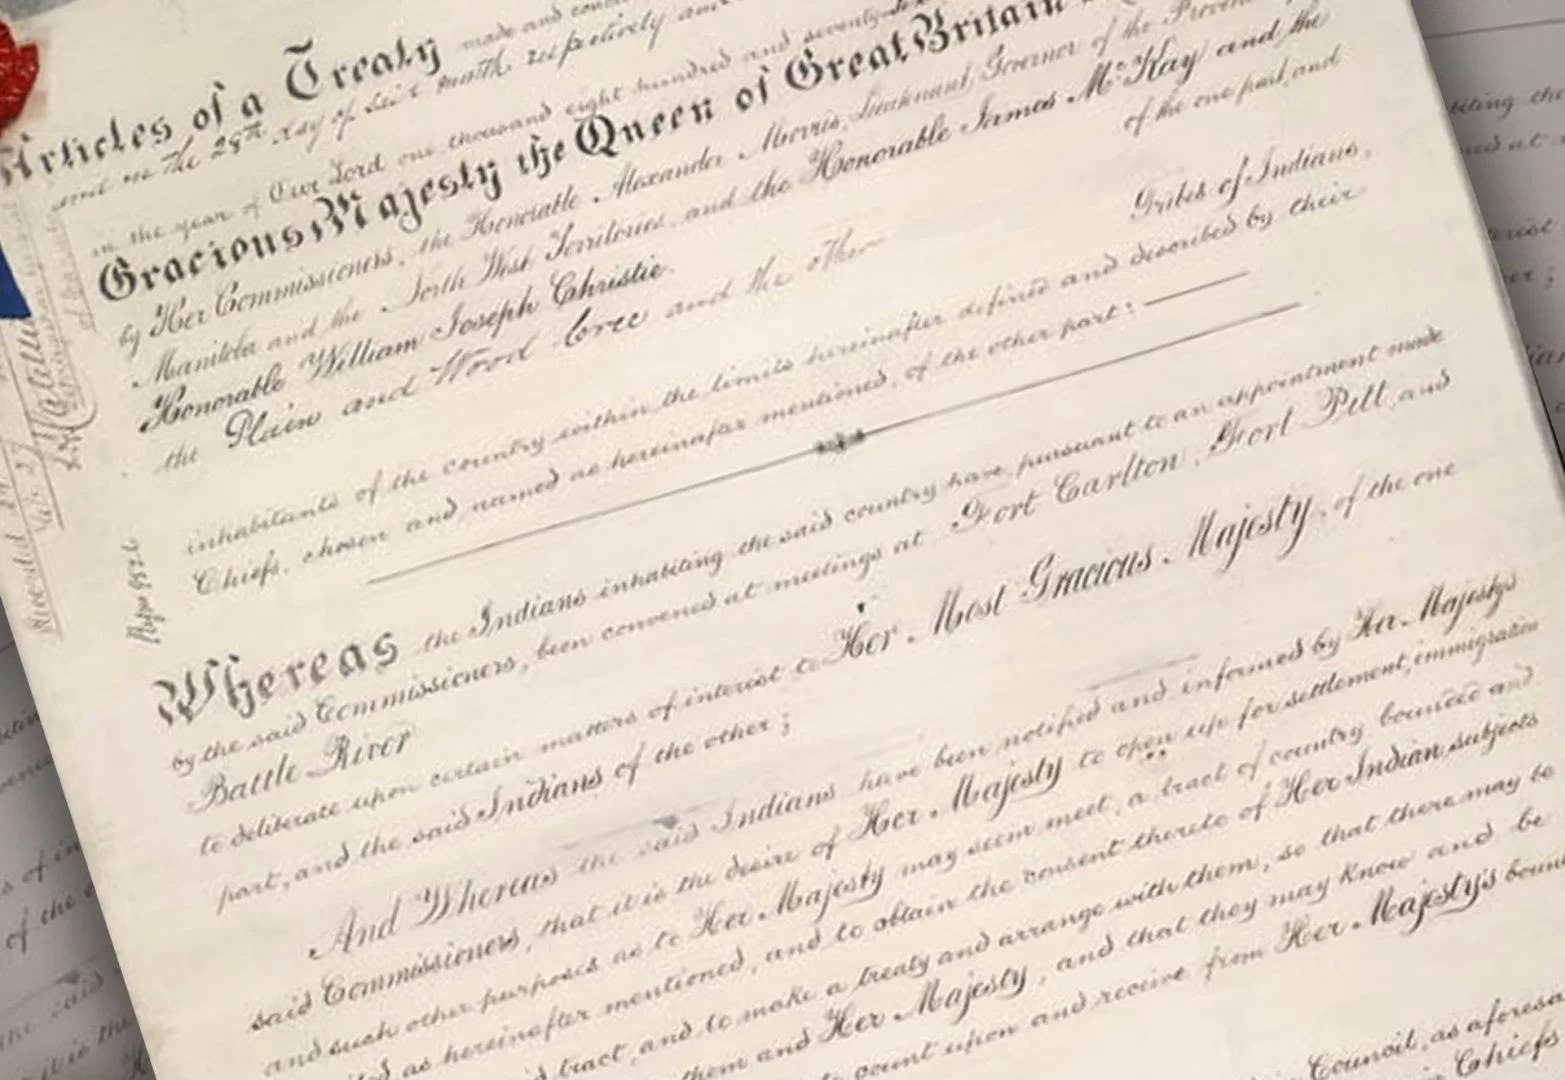 Articles of a Treaty made and
and on the 28th day of
in the year of Our Lord one thousand eight hundred and seventy
Gracious Majesty the Queen of Great Britain
by Her Commissioners, the Honorable Alexander Morris, Lieutenant Governor of the
Manitoba and the North West Territories, and the Honorable James McKay and the
Honorable William Joseph Christie of the one part, and
the Plain and Wood Cree and the other Tribes of Indians,
inhabitants of the country within the limits hereinafter defined and described by their
Chiefs, chosen and named as hereinafter mentioned, of the other part:
Whereas the Indians inhabiting the said country have, pursuant to an appointment made
by the said Commissioners, been convened at meetings at Fort Carlton, Fort Pitt and
Battle River
to deliberate upon certain matters of interest to Her Most Gracious Majesty, of the one
part, and the said Indians of the other;
And Whereas the said Indians have been notified and informed by Her Majesty's
said Commissioners, that it is the desire of Her Majesty to open up for settlement, immigration
and such other purposes as to Her Majesty may seem meet, a tract of country bounded and
as hereinafter mentioned, and to obtain the consent thereto of Her Indian subjects
tract, and to make a treaty and arrange with them, so that there may be
them and Her Majesty, and that they may know and be
count upon and receive from Her Majesty's
Council, as
Chiefs